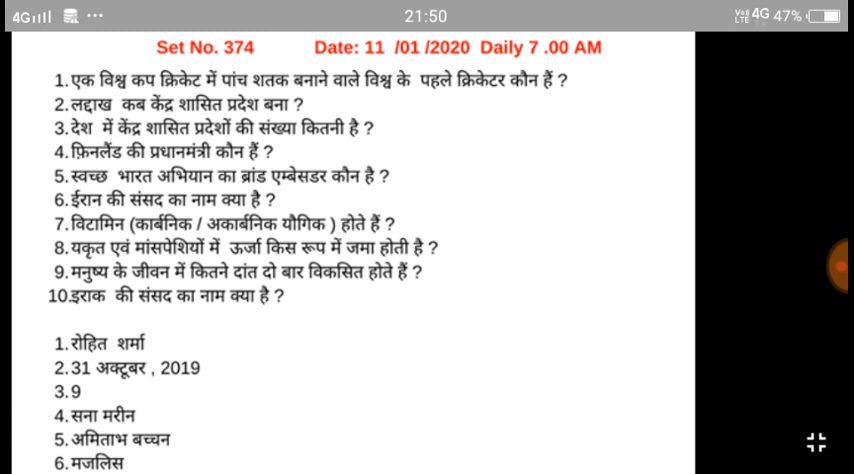 4G 21:50 VoD LTE 4G 47%
Set No. 374 Date: 11 /01 /2020 Daily 7 .00 AM
1.एक विश्व कप क्रिकेट में पांच शतक बनाने वाले विश्व के पहले क्रिकेटर कौन हैं ?
2.लद्दाख कब केंद्र शासित प्रदेश बना ?
3.देश में केंद्र शासित प्रदेशों की संख्या कितनी है ?
4.फ़िनलैंड की प्रधानमंत्री कौन हैं ?
5.स्वच्छ भारत अभियान का ब्रांड एम्बेसडर कौन है ?
6.ईरान की संसद का नाम क्या है ?
7.विटामिन (कार्बनिक / अकार्बनिक यौगिक ) होते हैं ?
8.यकृत एवं मांसपेशियों में ऊर्जा किस रूप में जमा होती है ?
9.मनुष्य के जीवन में कितने दांत दो बार विकसित होते हैं ?
10.इराक की संसद का नाम क्या है ?
1.रोहित शर्मा
2.31 अक्टूबर , 2019
3.9
4.सना मरीन
5.अमिताभ बच्चन
6.मजलिस